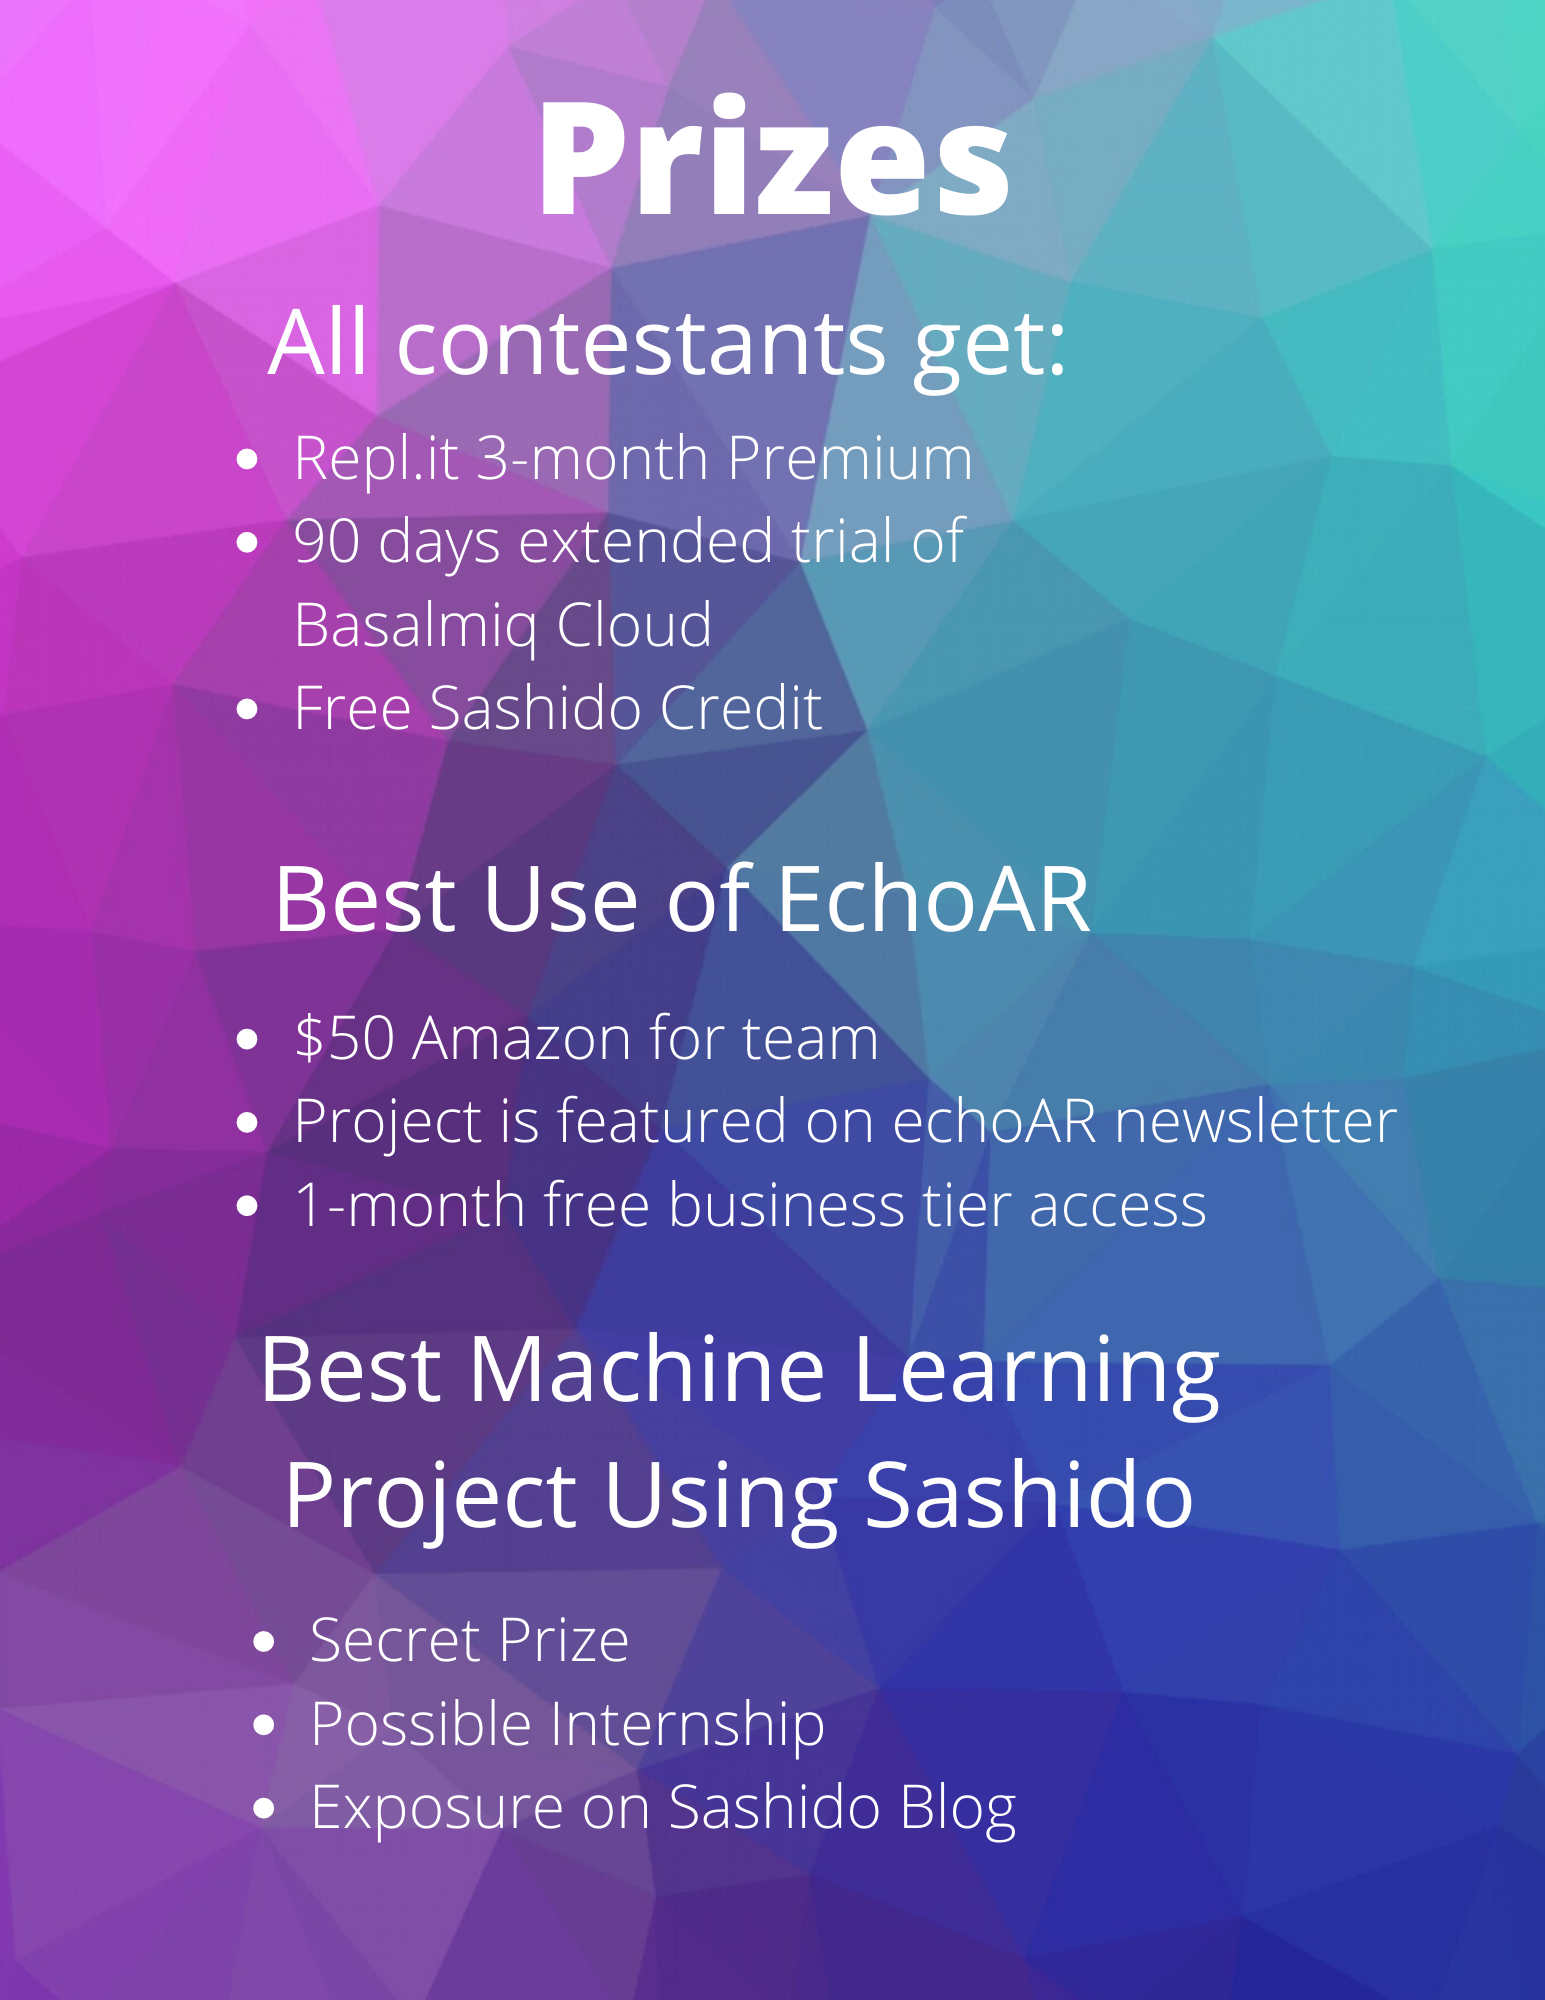 Prizes
All contestants get:
• Repl.it 3-month Premium
• 90 days extended trial of
Basalmiq Cloud
• Free Sashido Credit
Best Use of EchoAR
• $50 Amazon for team
• Project is featured on echoAR newsletter
• 1-month free business tier access
Best Machine Learning
Project Using Sashido
• Secret Prize
• Possible Internship
• Exposure on Sashido Blog